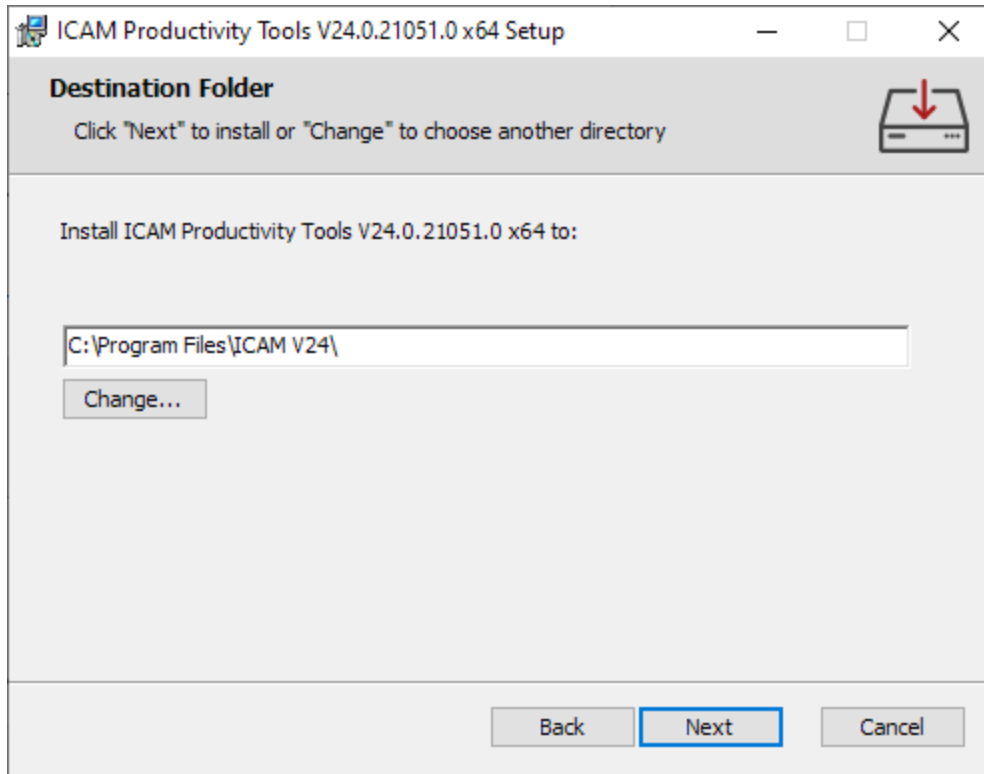 ICAM Productivity Tools V24.0.21051.0 x64 Setup
Destination Folder
Click "Next" to install or "Change" to choose another directory
Install ICAM Productivity Tools V24.0.21051.0 x64 to:
C:\Program Files\ICAM V24\
Change...
Back Next Cancel